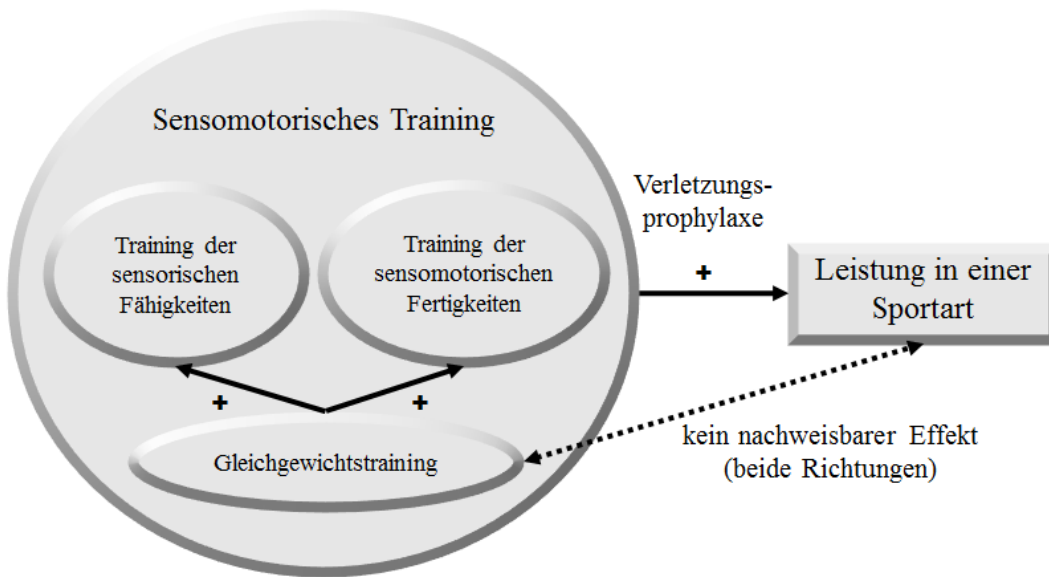 Sensomotorisches Training
Training der
sensorischen
Fähigkeiten
Training der
sensomotorischen
Fertigkeiten
+
+
Gleichgewichtstraining
Verletzungs-
prophylaxe
+
Leistung in einer
Sportart
kein nachweisbarer Effekt
(beide Richtungen)